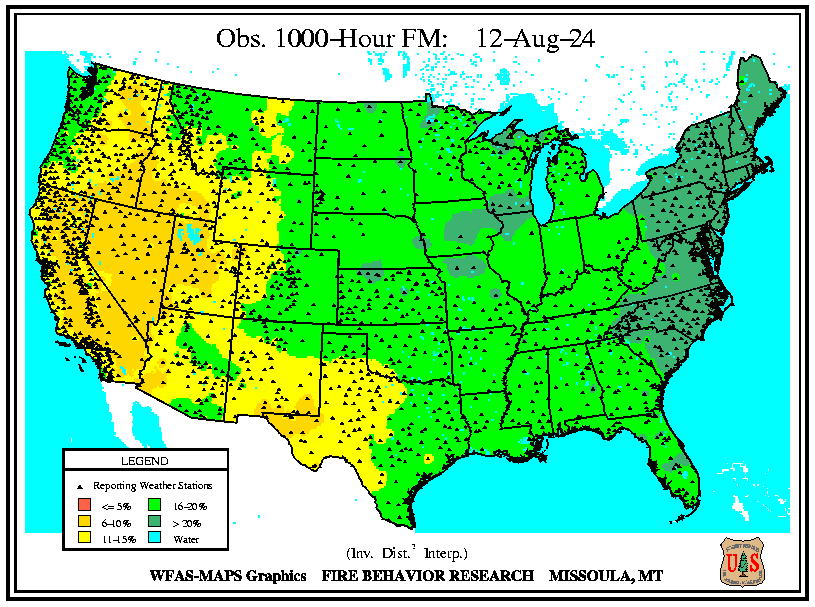 Obs. 1000-Hour FM: 12-Aug-24
LEGEND
Reporting Weather Stations
<= 5% 16-20%
6-10% > 20%
11-15% Water
(Inv. Dist.² Interp.)
WFAS-MAPS Graphics FIRE BEHAVIOR RESEARCH MISSOULA, MT
U S